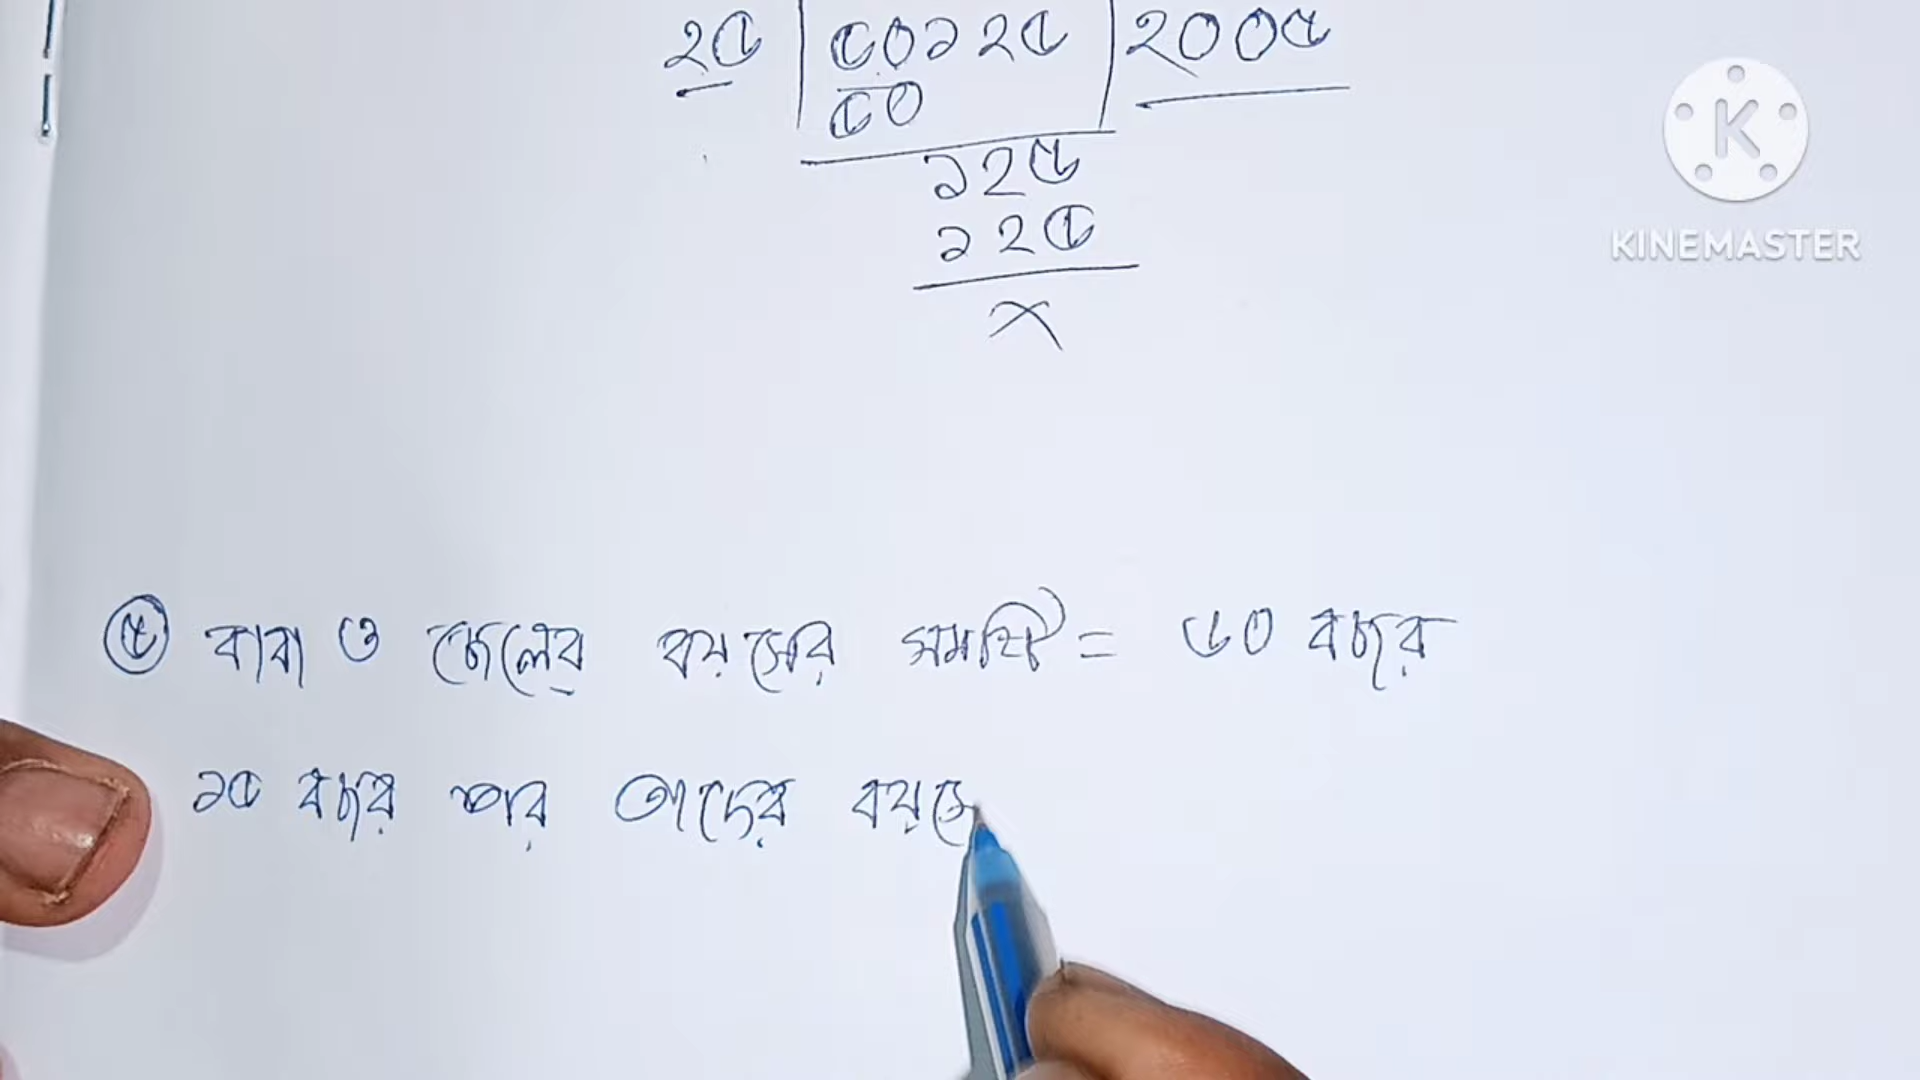 ২৫ | ৫০১২৫ | ২০০৫
৫০
১২৫
১২৫
×
KINEMASTER
৫ বাবা ও ছেলের বয়সের সমষ্টি = ৬০ বছর
১৫ বছর পর তাদের বয়সে